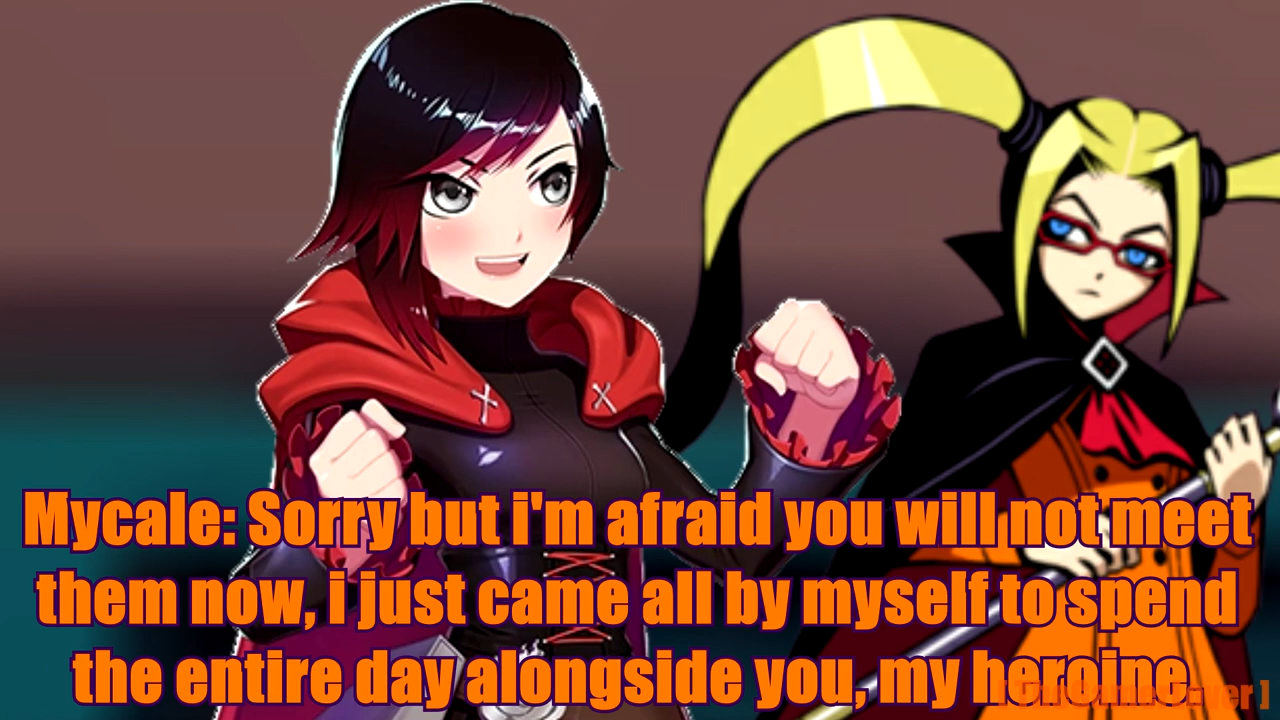 Mycale: Sorry but i'm afraid you will not meet
them now, i just came all by myself to spend
the entire day alongside you, my heroine.